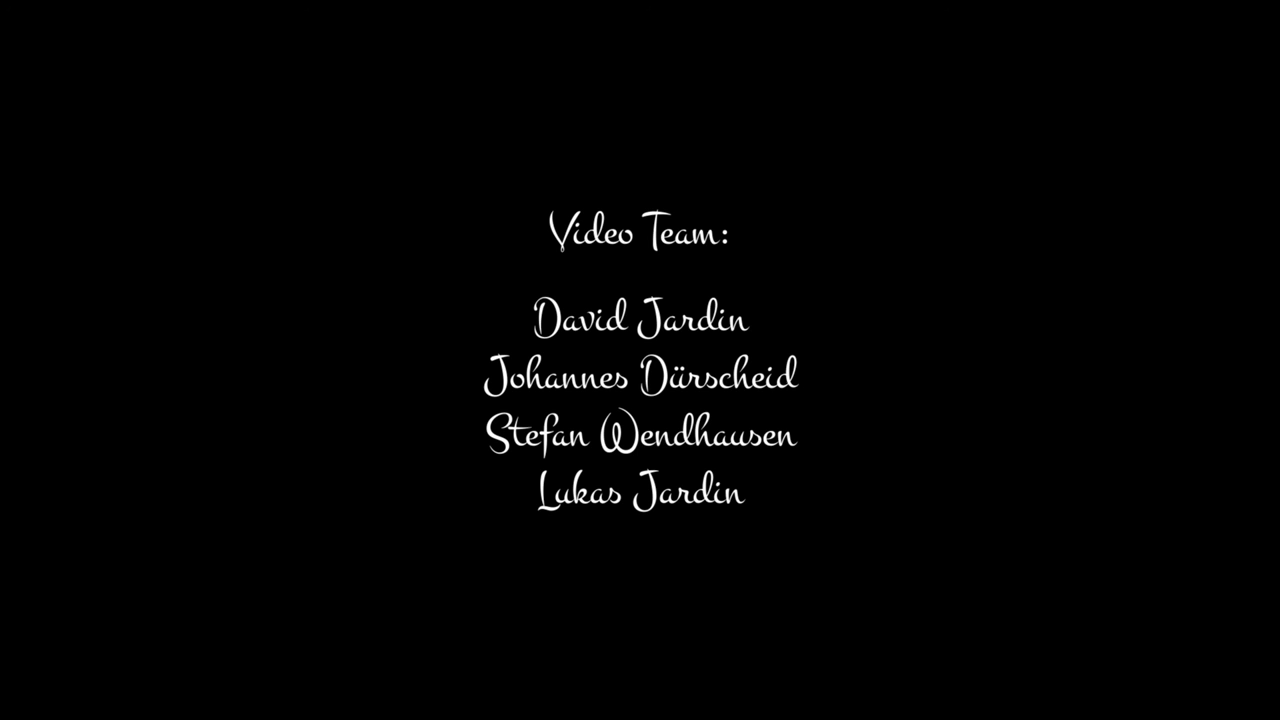 Video Team:
David Jardin
Johannes Dürscheid
Stefan Wendhausen
Lukas Jardin